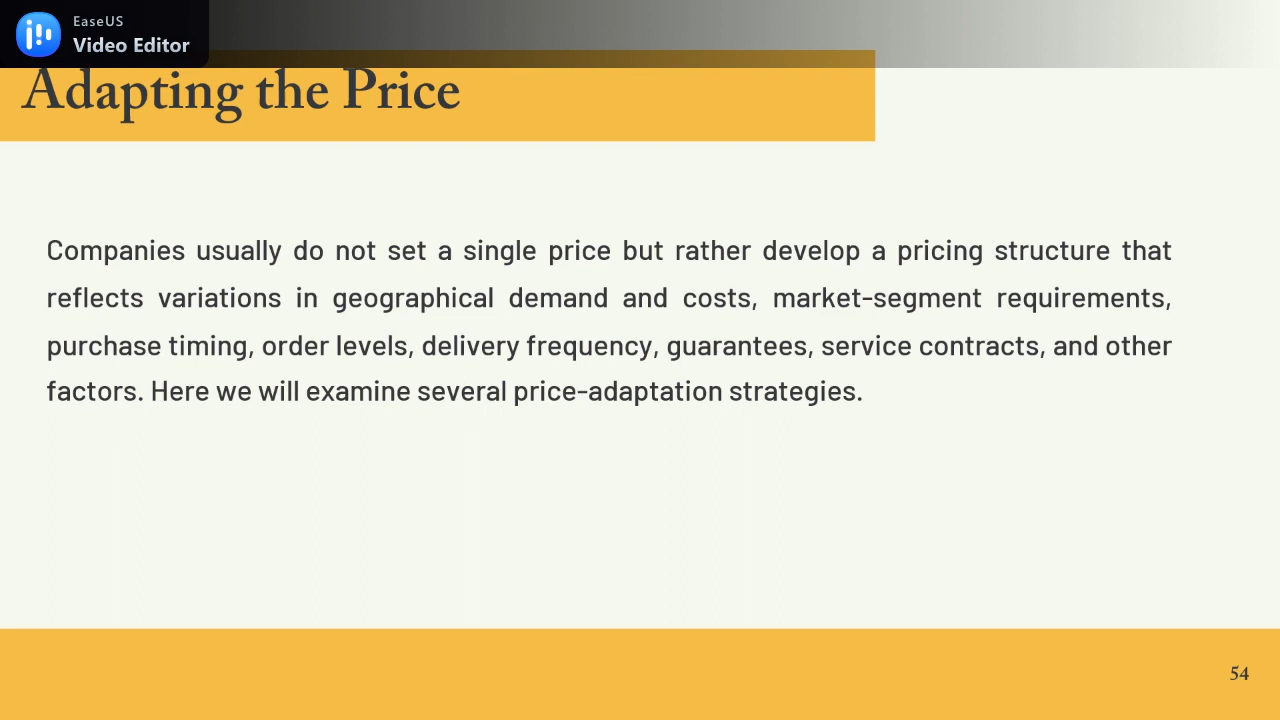 EaseUS
Video Editor
Adapting the Price
Companies usually do not set a single price but rather develop a pricing structure that
reflects variations in geographical demand and costs, market-segment requirements,
purchase timing, order levels, delivery frequency, guarantees, service contracts, and other
factors. Here we will examine several price-adaptation strategies.
54